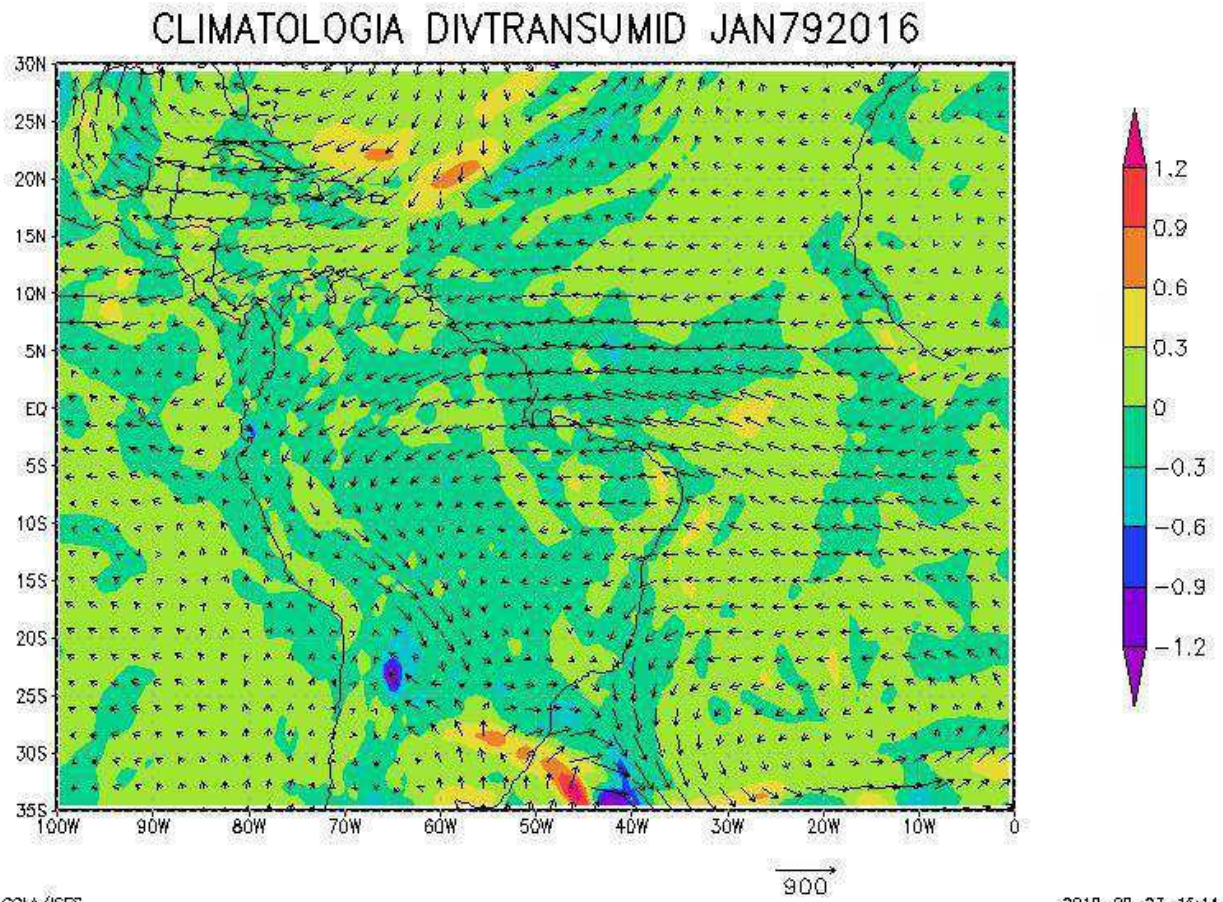 CLIMATOLOGIA DIVTRANSUMID JAN792016
30N
25N
20N
15N
10N
5N
EQ
5S
10S
15S
20S
25S
30S
35S
100W 90W 80W 70W 60W 50W 40W 30W 20W 10W 0
1.2
0.9
0.6
0.3
0
−0.3
−0.6
−0.9
−1.2
900